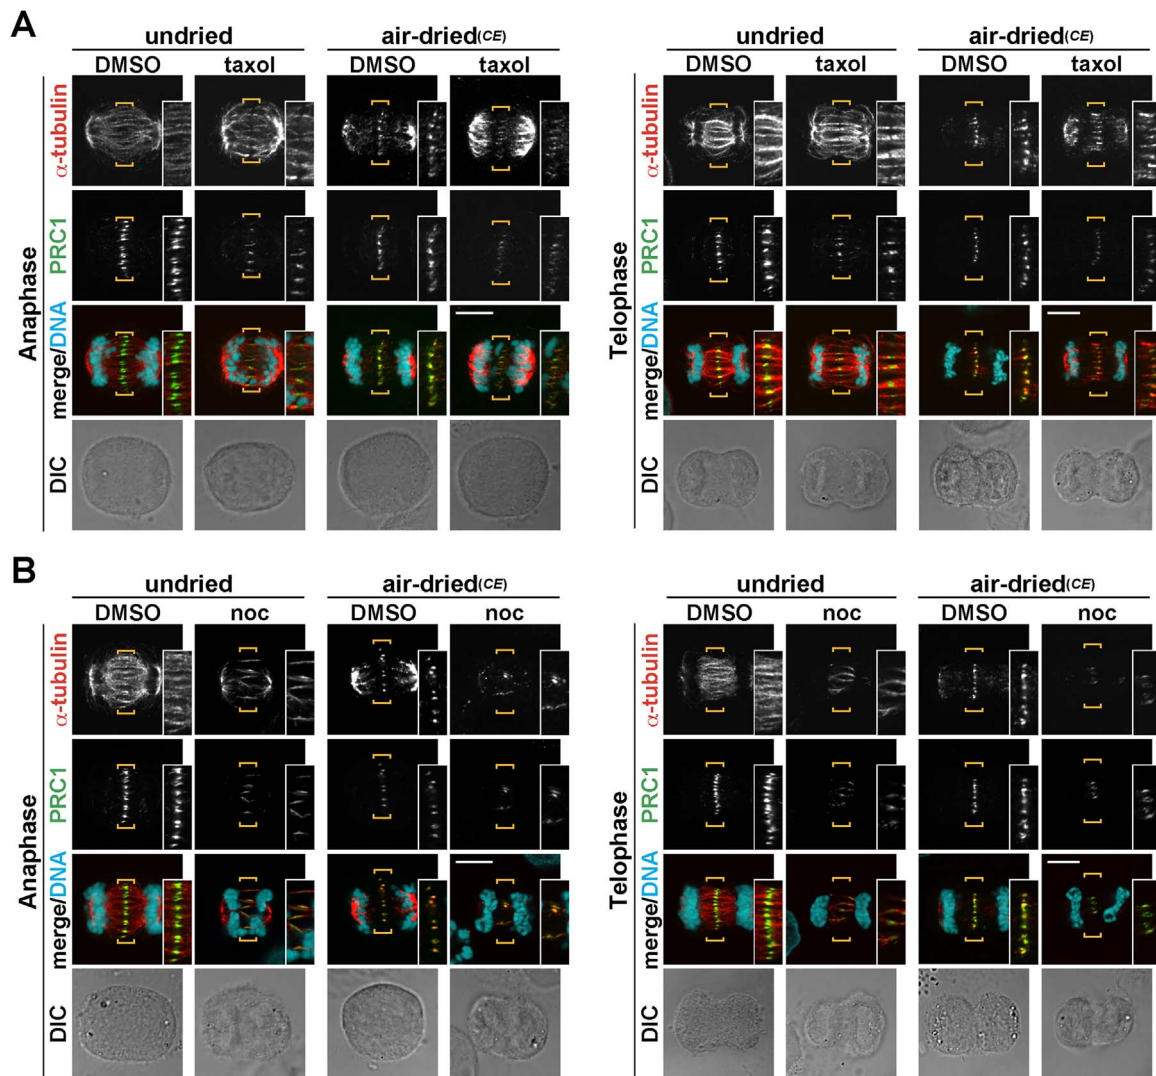 A
undried air-dried(CE) undried air-dried(CE)
DMSO taxol DMSO taxol DMSO taxol DMSO taxol
Anaphase
α-tubulin
PRC1
merge/DNA
DIC
Telophase
α-tubulin
PRC1
merge/DNA
DIC
B
undried air-dried(CE) undried air-dried(CE)
DMSO noc DMSO noc DMSO noc DMSO noc
Anaphase
α-tubulin
PRC1
merge/DNA
DIC
Telophase
α-tubulin
PRC1
merge/DNA
DIC